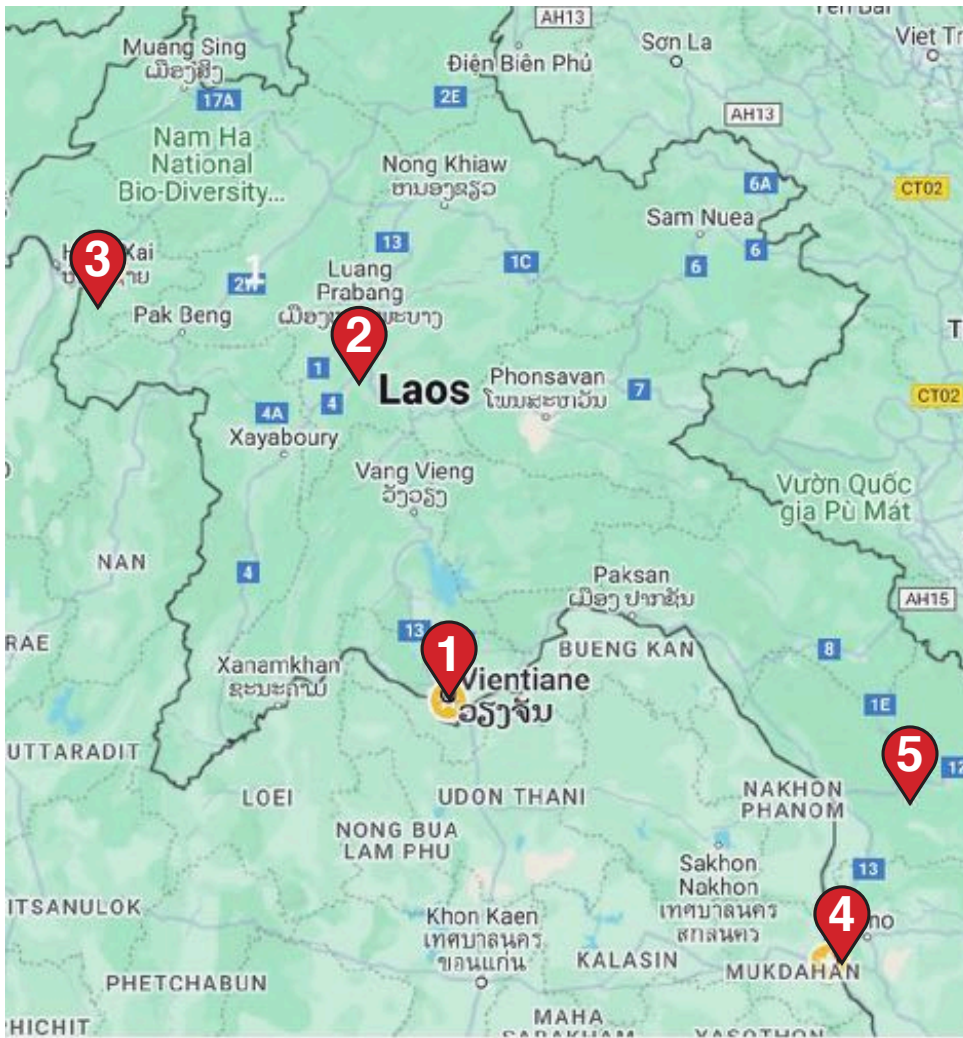 AH13
Yên Bái
Muang Sing
ເມືອງສິງ
Điện Biên Phủ
Sơn La
Viet Tr
17A
2E
AH13
Nam Ha
National
Bio-Diversity...
Nong Khiaw
ຫນອງຂຽວ
6A
CT02
Sam Nuea
3
Xai
13
1C
6
6
1
Luang
Prabang
Pak Beng
2
T
1
Laos
Phonsavan
ໂພນສະຫວັນ
7
CT02
4A
4
Xayaboury
Vang Vieng
ວັງວຽງ
Vườn Quốc
gia Pù Mát
NAN
4
Paksan
ເມືອງ ປາກຊັນ
AH15
RAE
13
1
BUENG KAN
8
Xanamkhan
ຊະນະຄາມ
Vientiane
ວຽງຈັນ
1E
UTTARADIT
5
12
LOEI
UDON THANI
NAKHON
PHANOM
NONG BUA
LAM PHU
Sakhon
Nakhon
เทศบาลนคร
สกลนคร
13
ITSANULOK
Khon Kaen
เทศบาลนคร
ขอนแก่น
4
no
KALASIN
MUKDAHAN
PHETCHABUN
PHICHIT
MAHA
SARAKHAM
YASOTHON